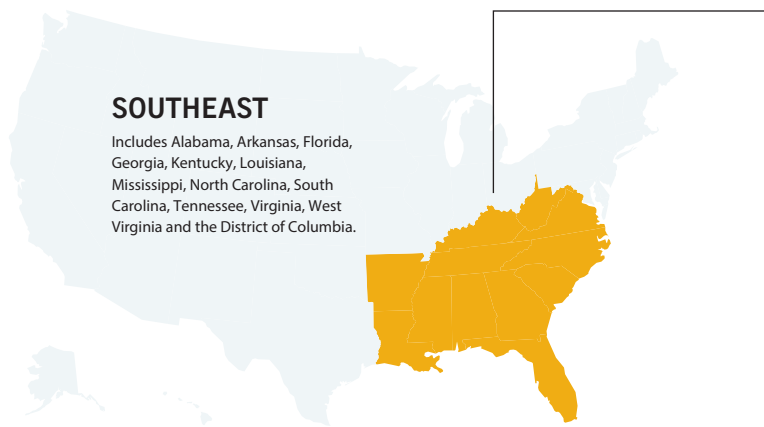 SOUTHEAST
Includes Alabama, Arkansas, Florida,
Georgia, Kentucky, Louisiana,
Mississippi, North Carolina, South
Carolina, Tennessee, Virginia, West
Virginia and the District of Columbia.